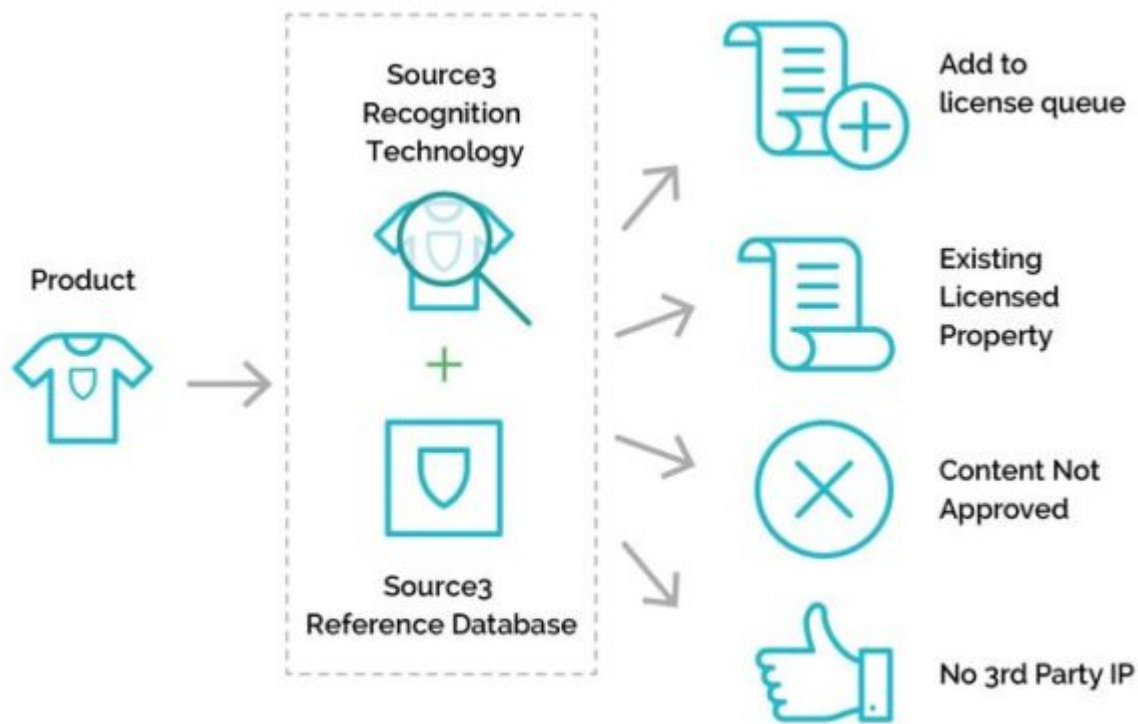 Product
Source3
Recognition
Technology
Source3
Reference Database
Add to
license queue
Existing
Licensed
Property
Content Not
Approved
No 3rd Party IP